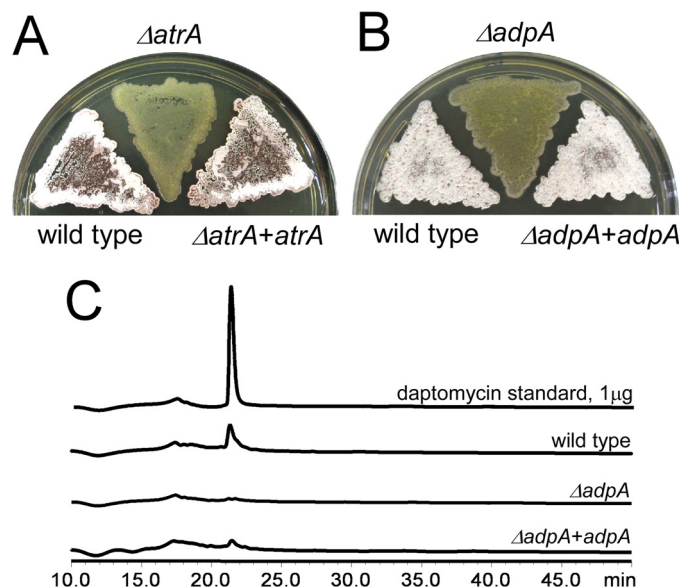 A
ΔatrA
wild type
ΔatrA+atrA
B
ΔadpA
wild type
ΔadpA+adpA
C
daptomycin standard, 1µg
wild type
ΔadpA
ΔadpA+adpA
10.0 15.0 20.0 25.0 30.0 35.0 40.0 45.0 min